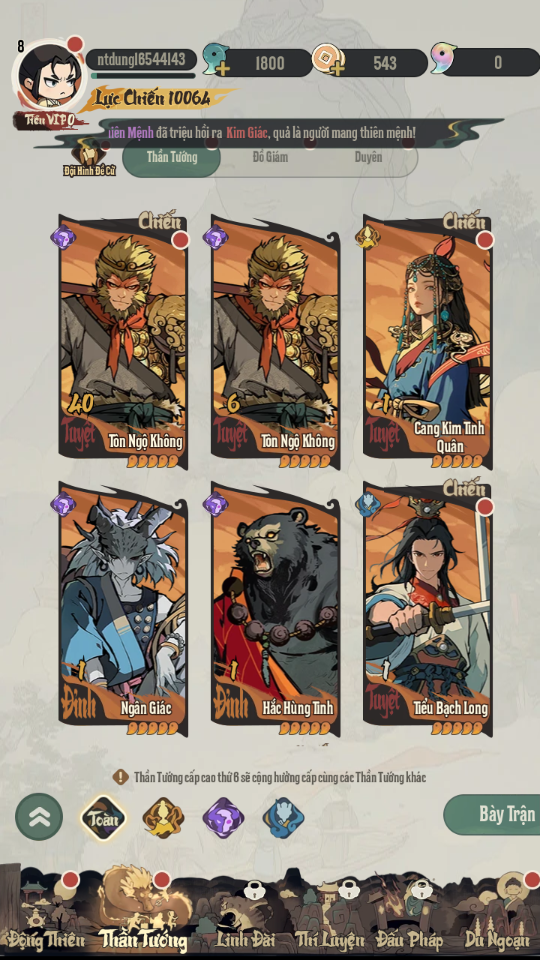 8
ntdung16544143
1800
543
0
Tiên VIP 0
Lực Chiến 10064
iên Mệnh đã triệu hồi ra Kim Giác, quả là người mang thiên mệnh!
Đội Hình Đề Cử
Thần Tướng
Đồ Giám
Duyên
Chiến
Chiến
40
Tuyệt
Tôn Ngộ Không
6
Tuyệt
Tôn Ngộ Không
1
Tuyệt
Cang Kim Tinh
Quân
Chiến
1
Đỉnh
Ngân Giác
1
Đỉnh
Hắc Hùng Tinh
1
Tuyệt
Tiểu Bạch Long
Thần Tướng cấp cao thứ 6 sẽ cộng hưởng cấp cùng các Thần Tướng khác
Toàn
Bày Trận
Động Thiên
Thần Tướng
Linh Đài
Thí Luyện
Đấu Pháp
Du Ngoạn